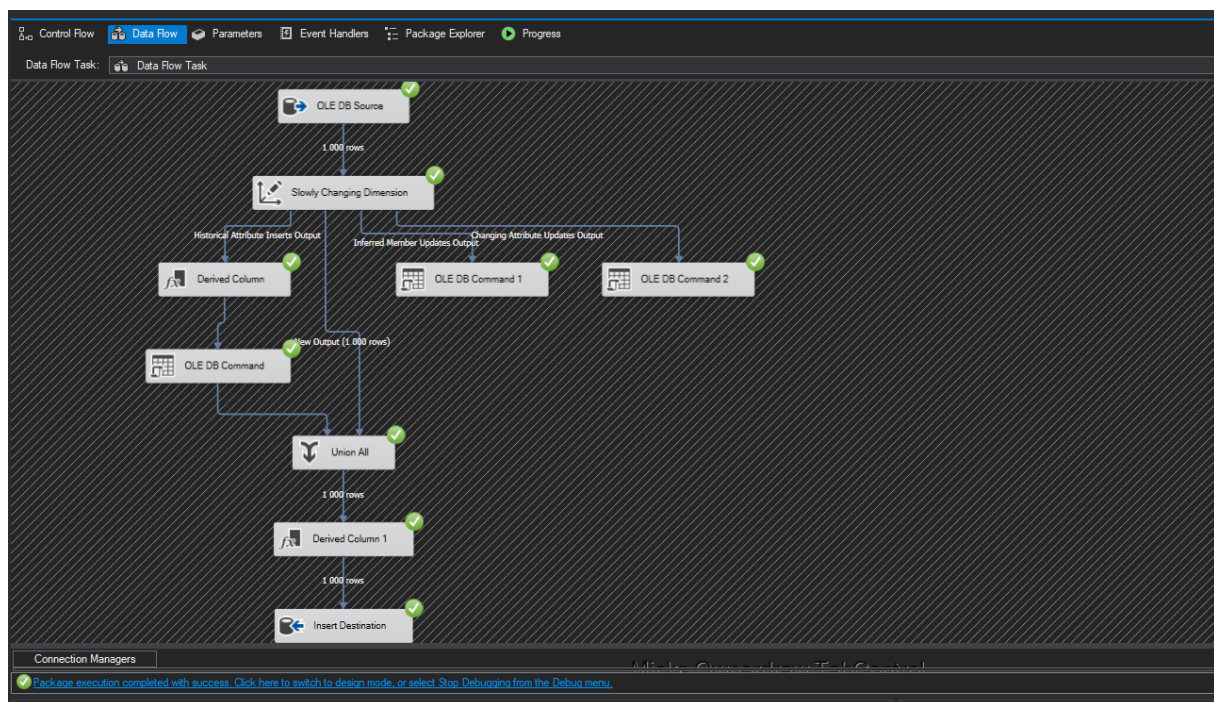 Control Flow Data Flow Parameters Event Handlers Package Explorer Progress
Data Flow Task: Data Flow Task
OLE DB Source
1 000 rows
Slowly Changing Dimension
Historical Attribute Inserts Output
Inferred Member Updates Output
Changing Attribute Updates Output
Derived Column
OLE DB Command 1
OLE DB Command 2
New Output (1 000 rows)
OLE DB Command
Union All
1 000 rows
Derived Column 1
1 000 rows
Insert Destination
Connection Managers
Package execution completed with success. Click here to switch to design mode, or select Stop Debugging from the Debug menu.